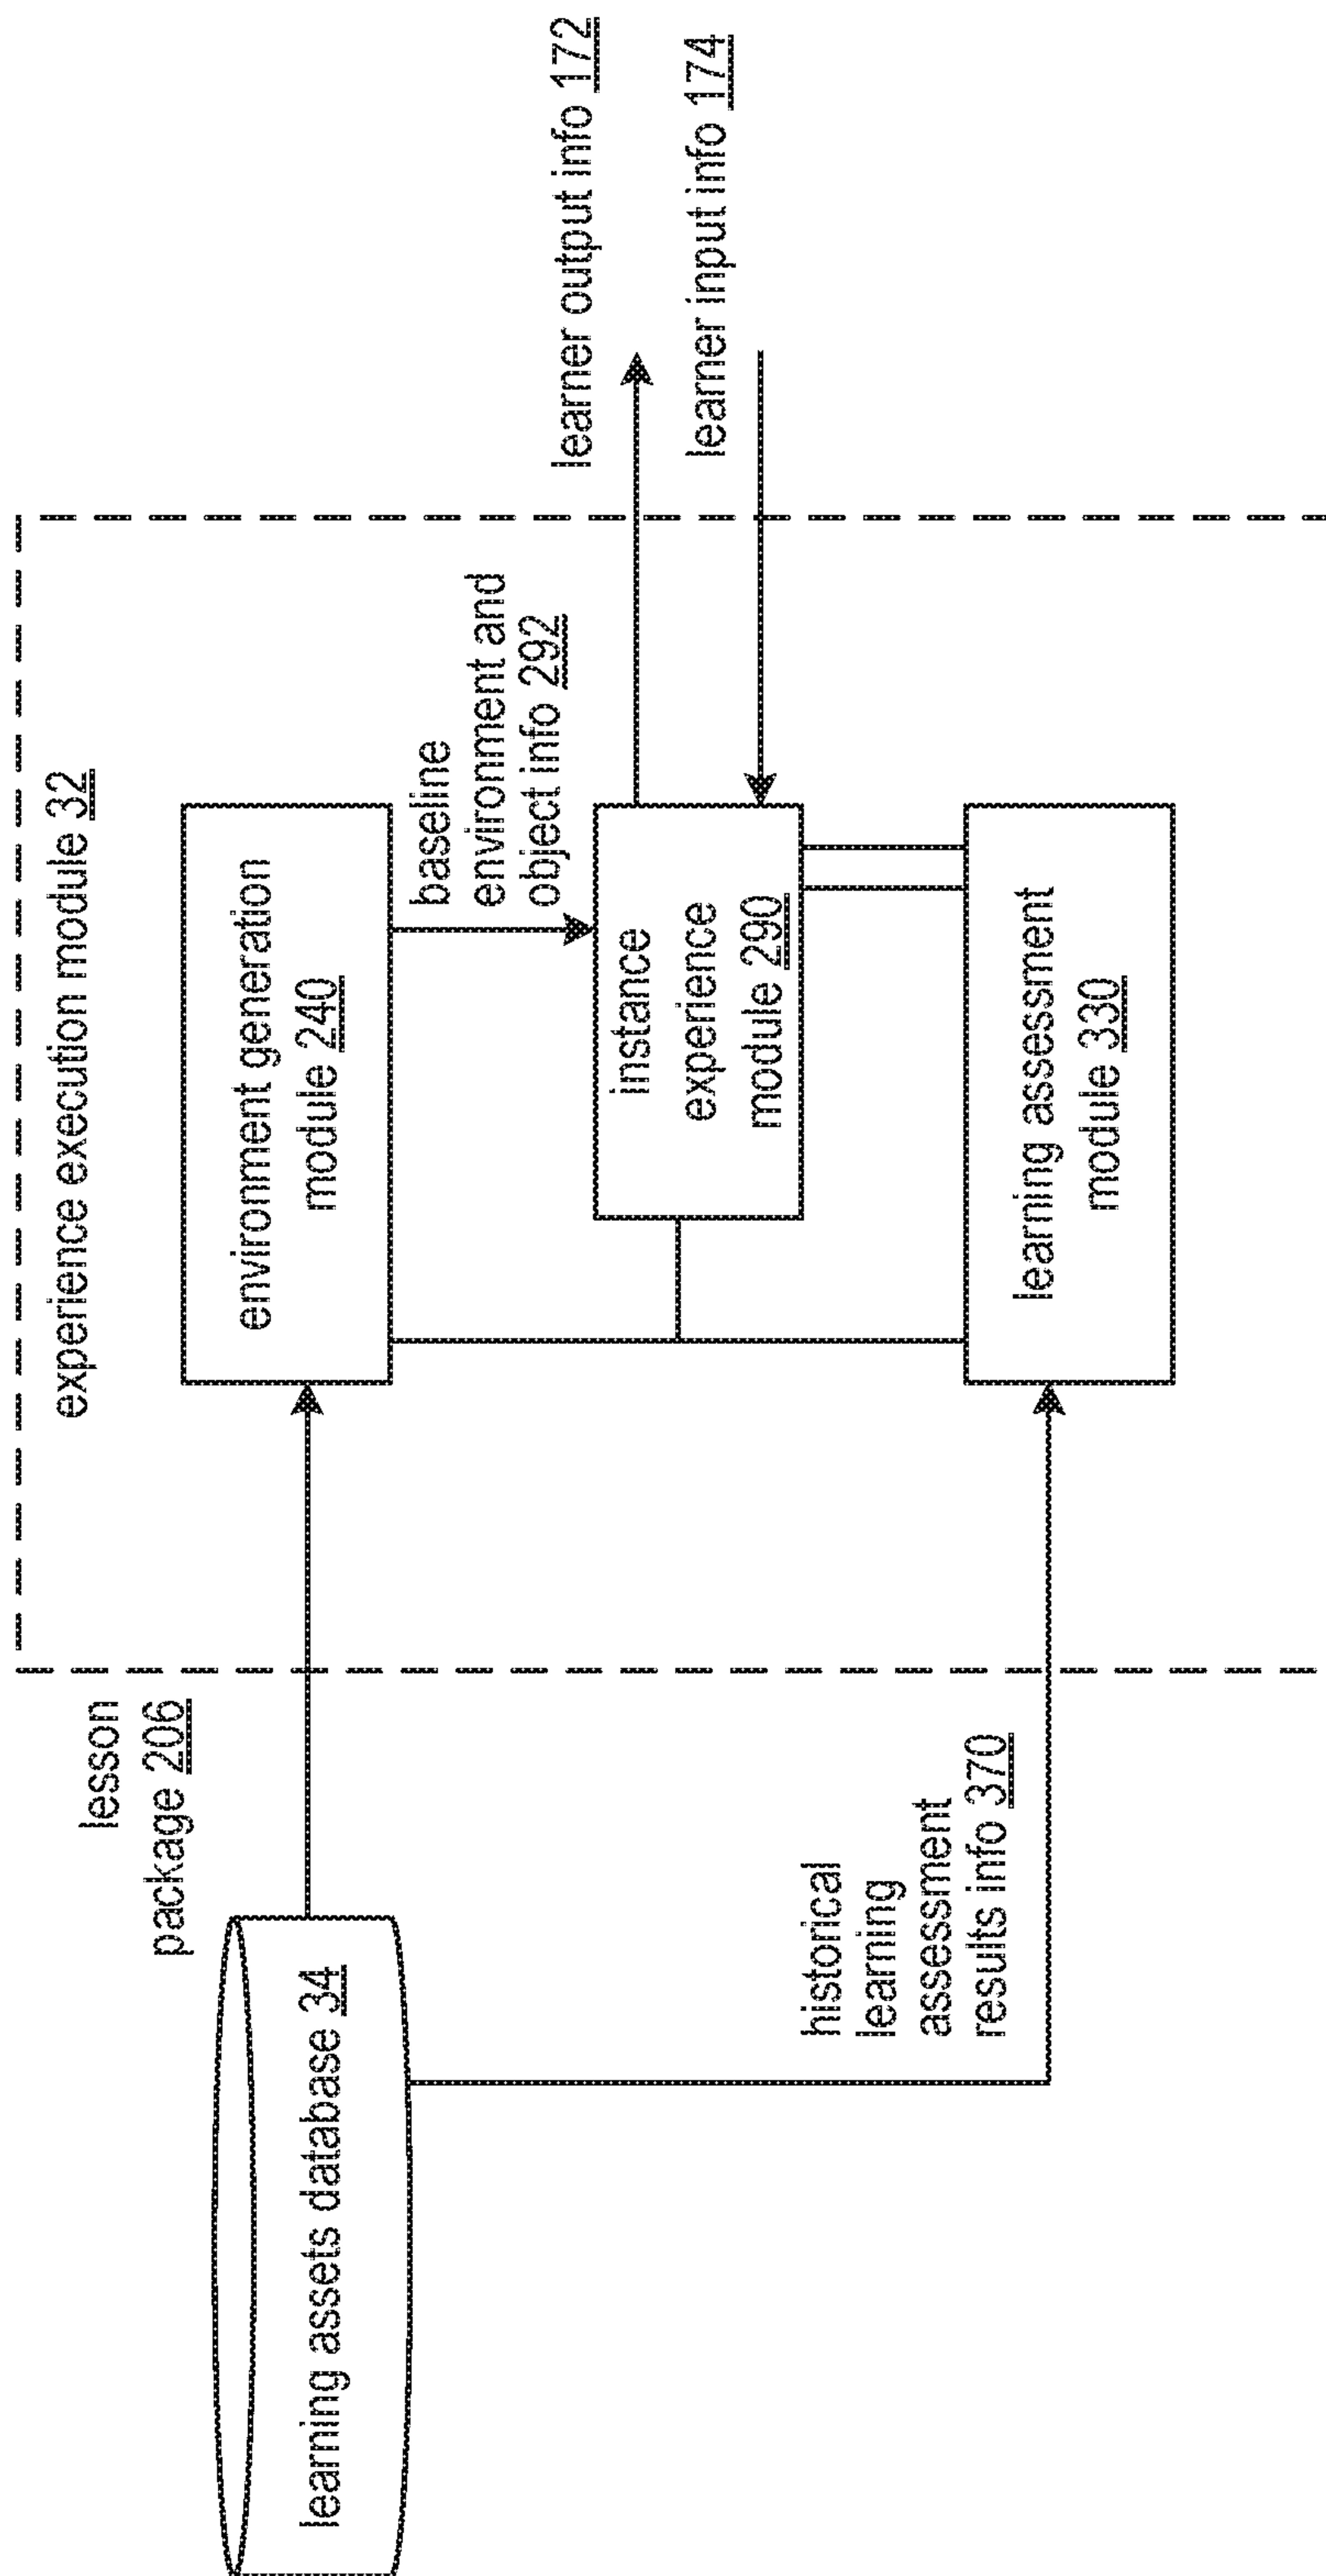 experience execution module 32
lesson
package 206
learning assets database 34
environment generation
module 240
baseline
environment and
object info 292
learner output info 172
learner input info 174
instance
experience
module 290
historical
learning
assessment
results info 370
learning assessment
module 330